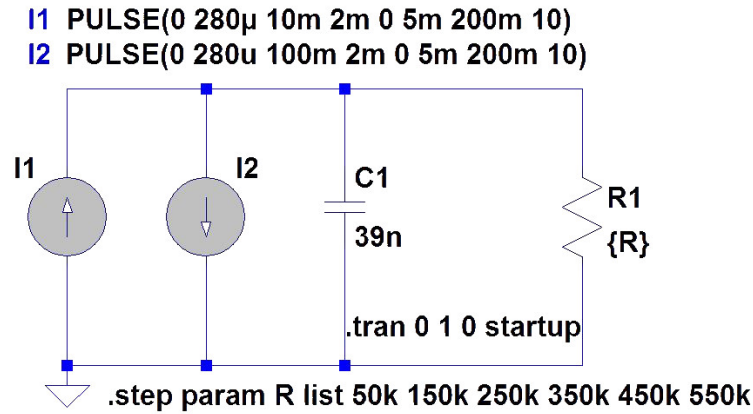 I1 PULSE(0 280µ 10m 2m 0 5m 200m 10)
I2 PULSE(0 280u 100m 2m 0 5m 200m 10)
I1
I2
C1
39n
R1
{R}
.tran 0 1 0 startup
.step param R list 50k 150k 250k 350k 450k 550k